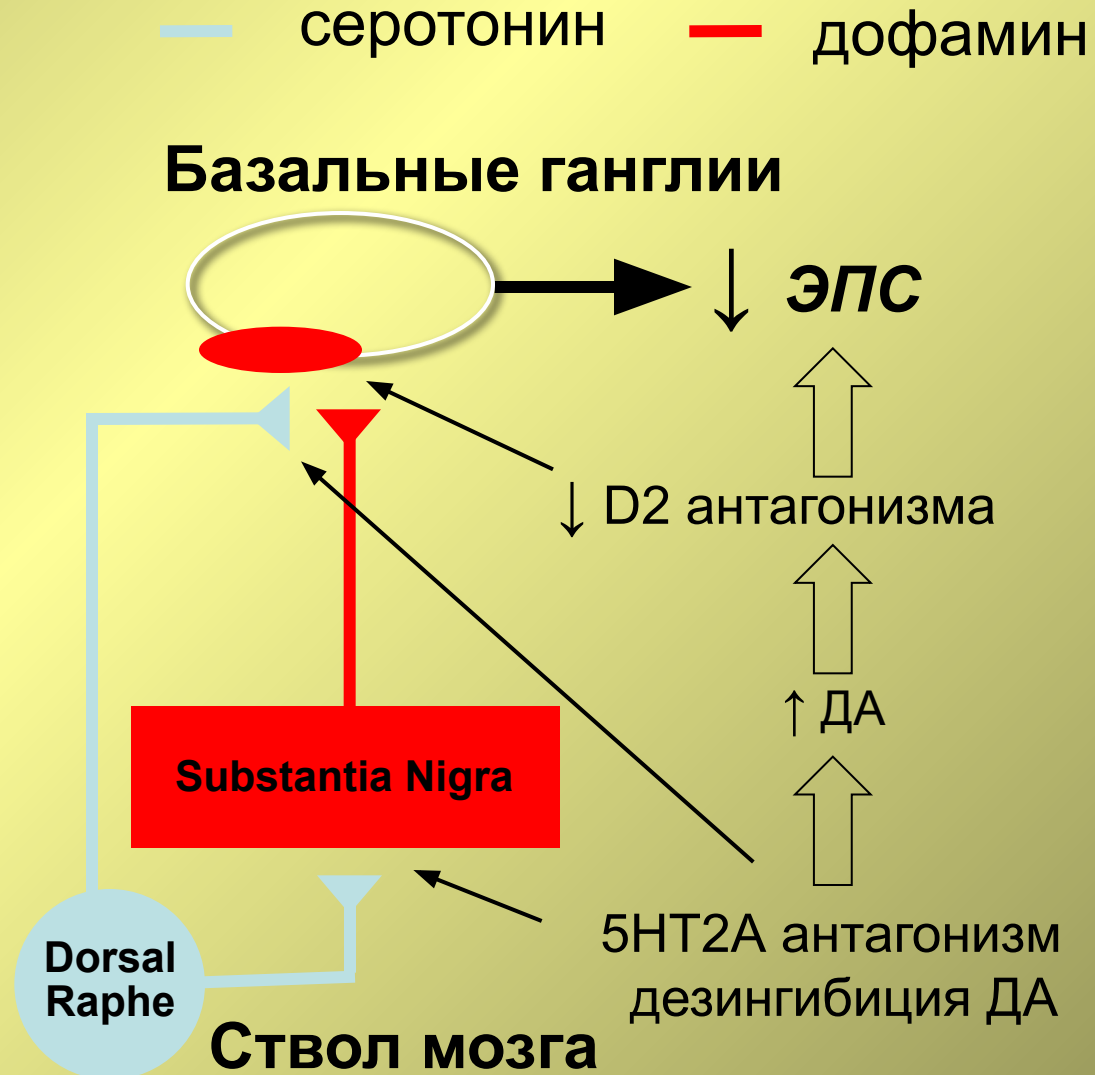 серотонин
дофамин
Базальные ганглии
↓ ЭПС
↓ D2 антагонизма
↑ ДА
Substantia Nigra
5HT2A антагонизм
дезингибиция ДА
Dorsal
Raphe
Ствол мозга